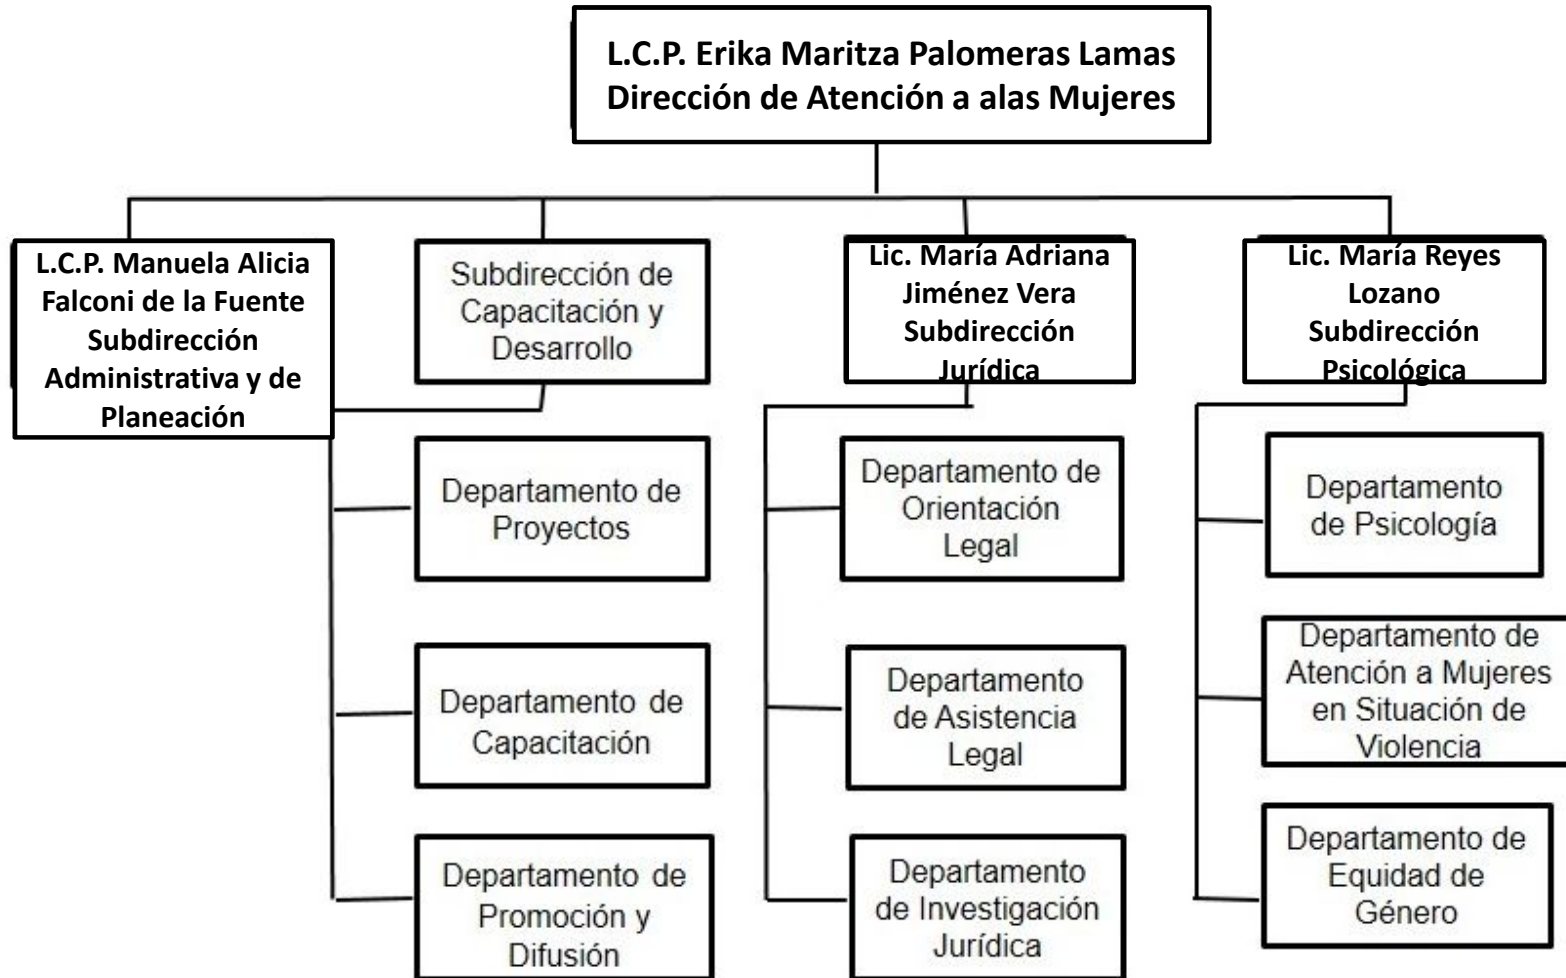 L.C.P. Erika Maritza Palomeras Lamas
Dirección de Atención a alas Mujeres
L.C.P. Manuela Alicia
Falconi de la Fuente
Subdirección
Administrativa y de
Planeación
Subdirección de
Capacitación y
Desarrollo
Lic. María Adriana
Jiménez Vera
Subdirección
Jurídica
Lic. María Reyes
Lozano
Subdirección
Psicológica
Departamento de
Proyectos
Departamento de
Capacitación
Departamento de
Promoción y
Difusión
Departamento de
Orientación
Legal
Departamento
de Asistencia
Legal
Departamento
de Investigación
Jurídica
Departamento
de Psicología
Departamento de
Atención a Mujeres
en Situación de
Violencia
Departamento de
Equidad de
Género